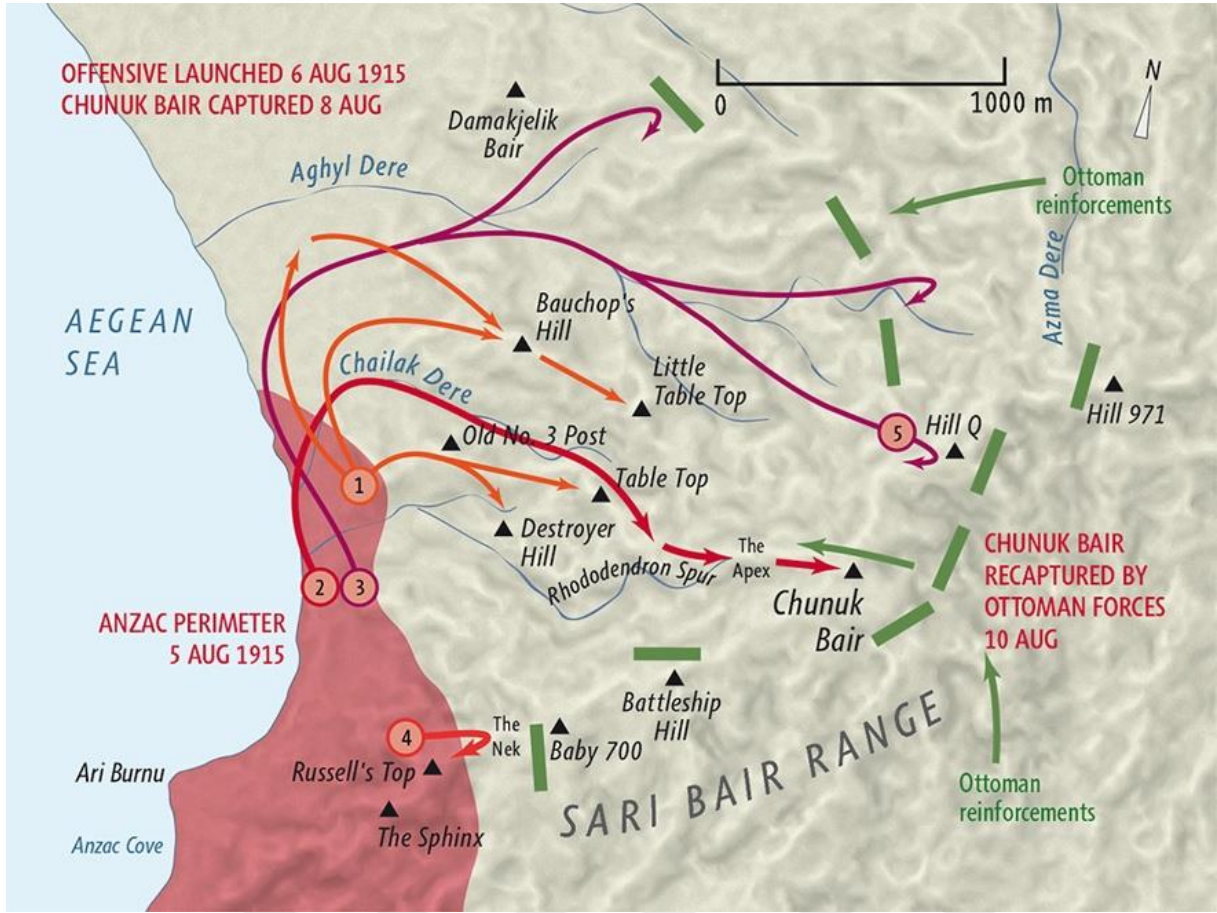 OFFENSIVE LAUNCHED 6 AUG 1915
CHUNUK BAIR CAPTURED 8 AUG
Damakjelik
Bair
0
1000 m
N
Aghyl Dere
Ottoman
reinforcements
Azma Dere
AEGEAN
SEA
Bauchop's
Hill
Chailak Dere
Little
Table Top
Hill 971
5
Hill Q
Old No. 3 Post
1
Table Top
Destroyer
Hill
Rhododendron Spur
The
Apex
CHUNUK BAIR
RECAPTURED BY
OTTOMAN FORCES
10 AUG
2
3
Chunuk
Bair
ANZAC PERIMETER
5 AUG 1915
Battleship
Hill
4
The
Nek
Baby 700
Ari Burnu
Russell's Top
SARI BAIR RANGE
Ottoman
reinforcements
The Sphinx
Anzac Cove